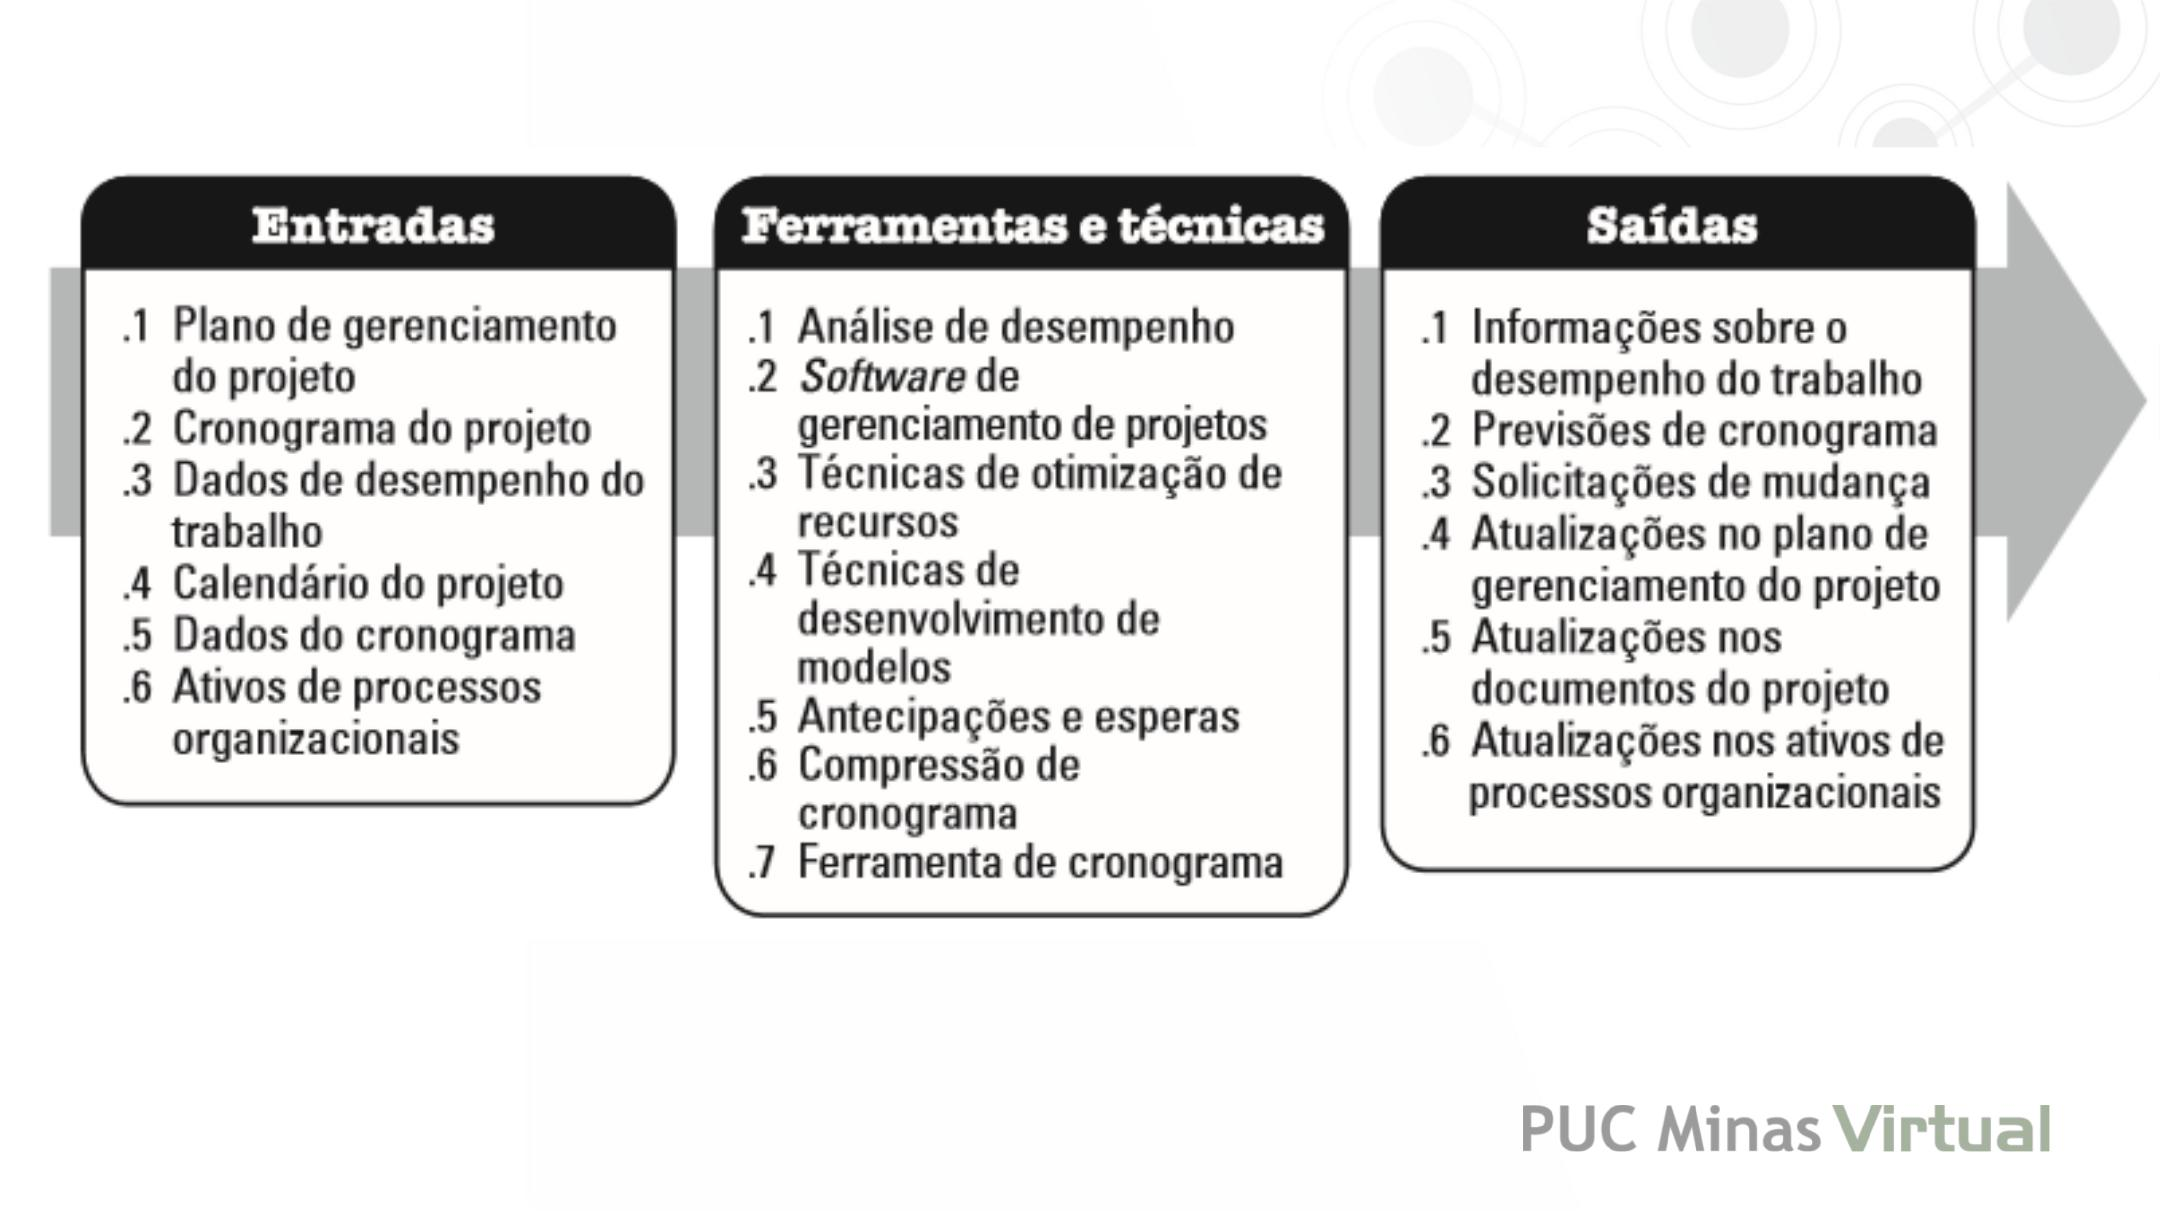 Entradas
.1 Plano de gerenciamento
do projeto
.2 Cronograma do projeto
.3 Dados de desempenho do
trabalho
.4 Calendário do projeto
.5 Dados do cronograma
.6 Ativos de processos
organizacionais
Ferramentas e técnicas
.1 Análise de desempenho
.2 Software de
gerenciamento de projetos
.3 Técnicas de otimização de
recursos
.4 Técnicas de
desenvolvimento de
modelos
.5 Antecipações e esperas
.6 Compressão de
cronograma
.7 Ferramenta de cronograma
Saídas
.1 Informações sobre o
desempenho do trabalho
.2 Previsões de cronograma
.3 Solicitações de mudança
.4 Atualizações no plano de
gerenciamento do projeto
.5 Atualizações nos
documentos do projeto
.6 Atualizações nos ativos de
processos organizacionais
PUC Minas Virtual